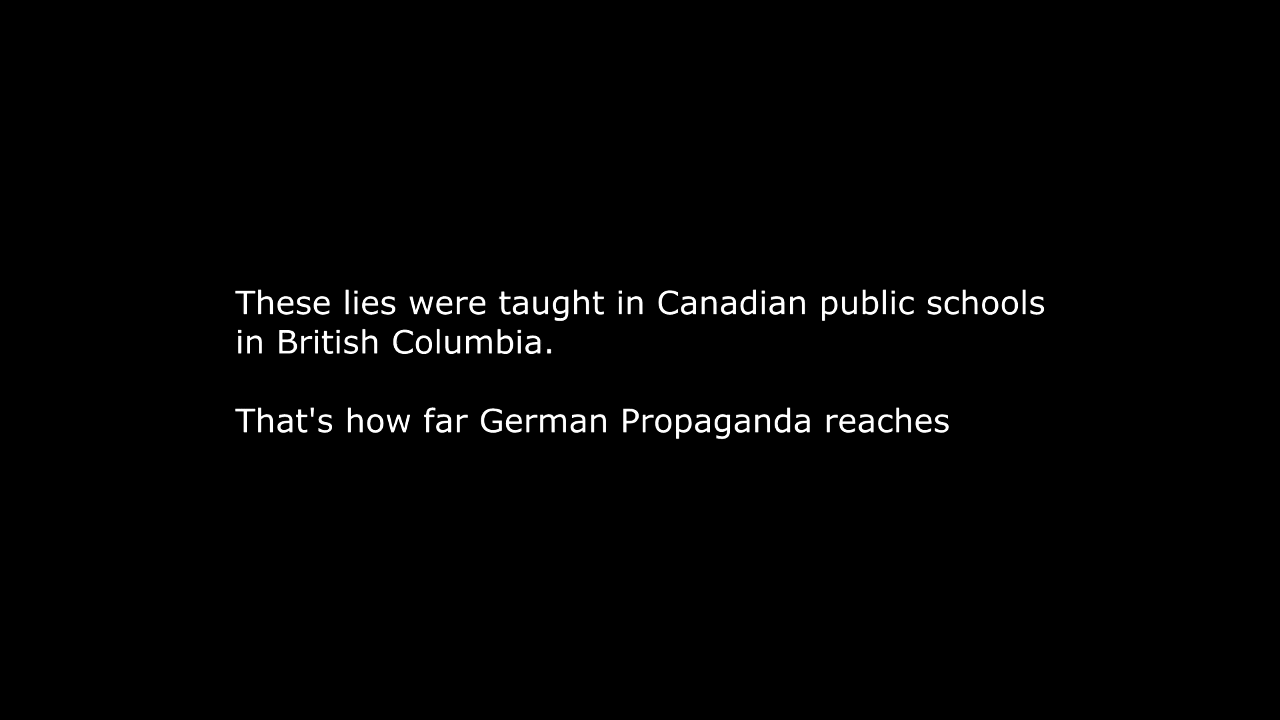 These lies were taught in Canadian public schools
in British Columbia.
That's how far German Propaganda reaches